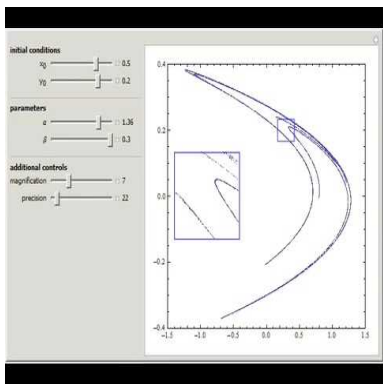 initial conditions
x0 0.5
y0 0.2
parameters
α 1.36
β 0.3
additional controls
magnification 7
precision 22
0.4
0.2
0.0
-0.2
-0.4
-1.5 -1.0 -0.5 0.0 0.5 1.0 1.5